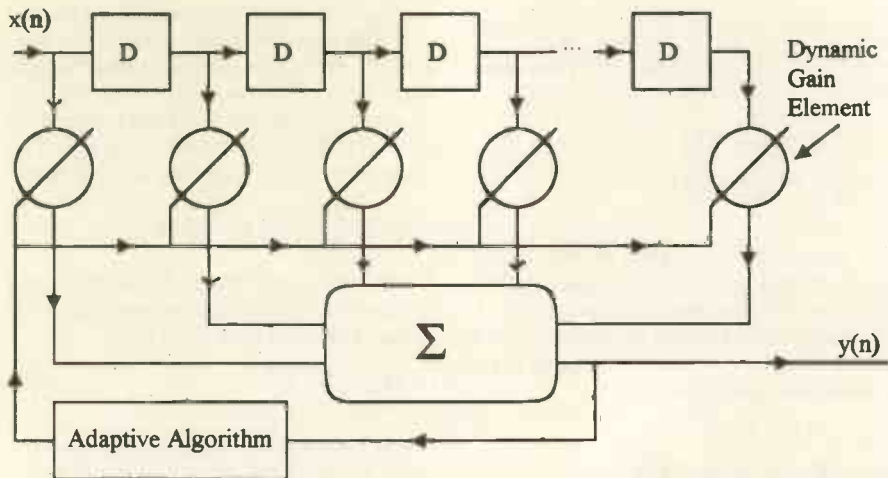 x(n)
D
D
D
...
D
Dynamic
Gain
Element
Σ
y(n)
Adaptive Algorithm